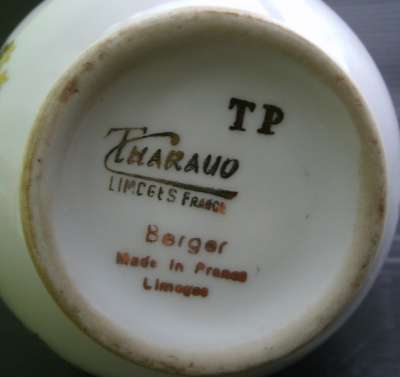 TP
THARAUD
LIMOGES FRANCE
Berger
Made in France
Limoges